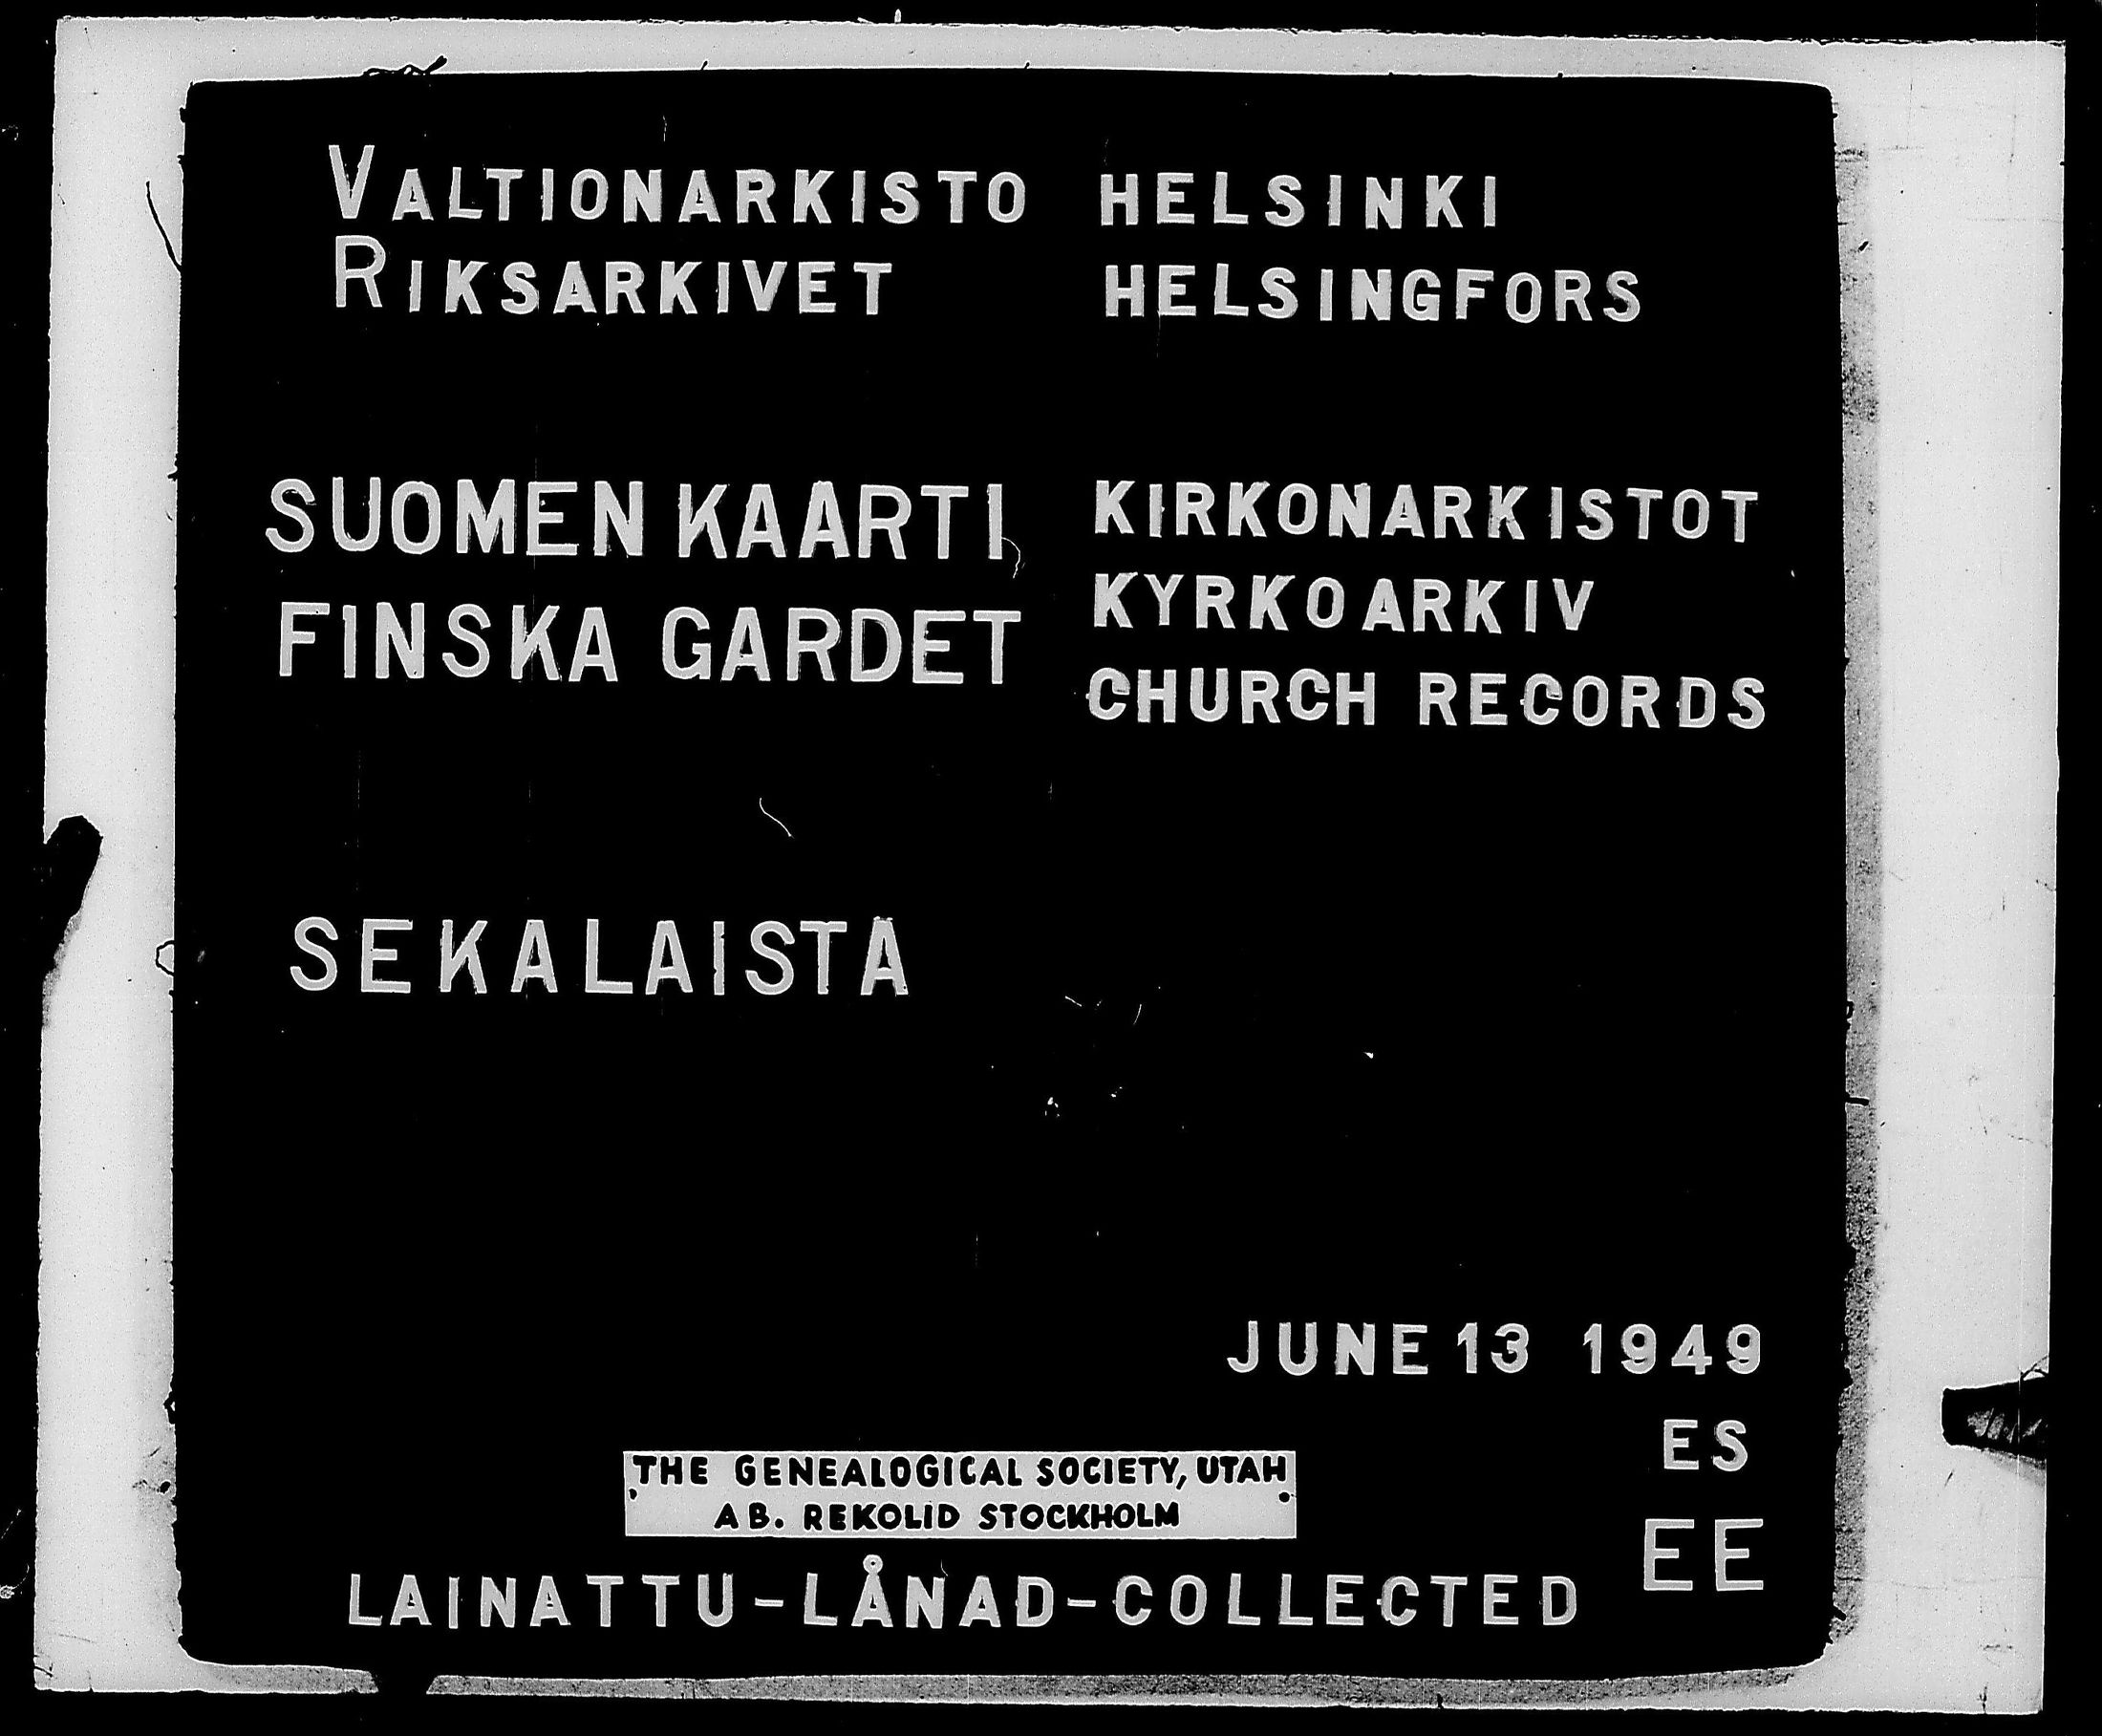 VALTIONARKISTO HELSINKI
RIKSARKIVET HELSINGFORS
SUOMEN KAARTI
FINSKA GARDET
KIRKONARKISTOT
KYRKOARKIV
CHURCH RECORDS
SEKALAISTA
JUNE 13 1949
ES
EE
THE GENEALOGICAL SOCIETY, UTAH
AB. REKOLID STOCKHOLM
LAINATTU-LÅNAD-COLLECTED